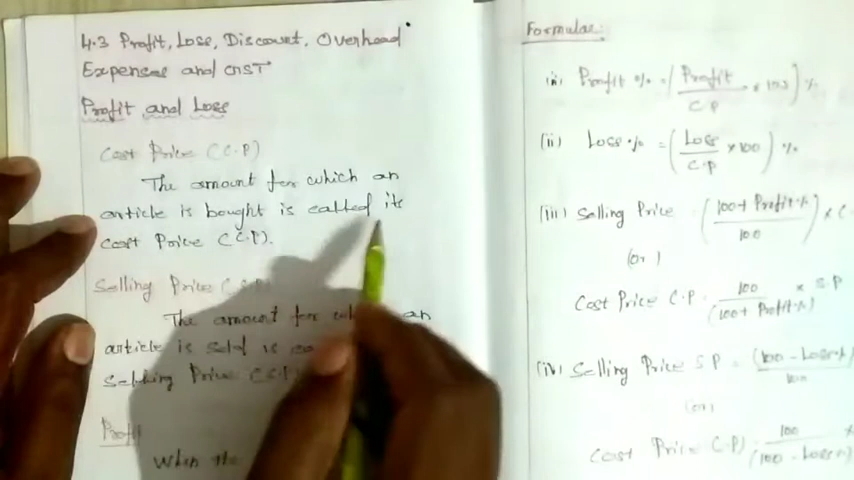 4.3 Profit, Loss, Discount, Overhead
Expenses and GST
Profit and Loss
Cost Price (C.P)
The amount for which an
article is bought is called its
Cost Price (C.P).
Selling Price
The amount for an
article is sold is
Selling Price (S.P)
Profit
When the
Formulae:
(i) Profit % = (Profit / C.P × 100) %
(ii) Loss % = (Loss / C.P × 100) %
(iii) Selling Price = (100 + Profit % / 100) × C.
(or)
Cost Price C.P = 100 / (100 + Profit %) × S.P
(iv) Selling Price S.P = (100 - Loss %) / 100
(or)
Cost Price C.P = 100 / (100 - Loss %) ×